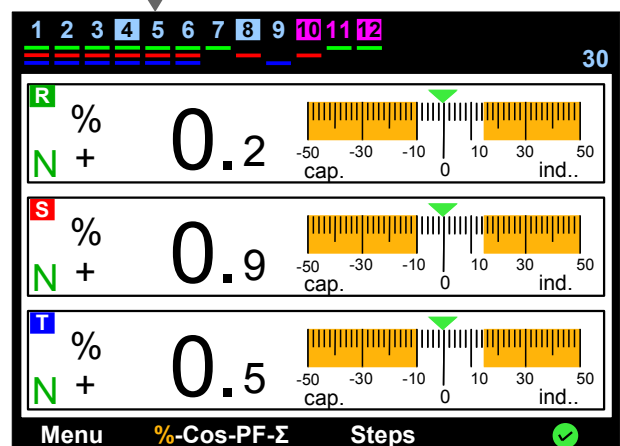 1 2 3 4 5 6 7 8 9 10 11 12
30
R
%
N + 0.2
-50 -30 -10 0 10 30 50
cap. ind..
S
%
N + 0.9
-50 -30 -10 0 10 30 50
cap. ind.
T
%
N + 0.5
-50 -30 -10 0 10 30 50
cap. ind..
Menu %-Cos-PF-Σ Steps